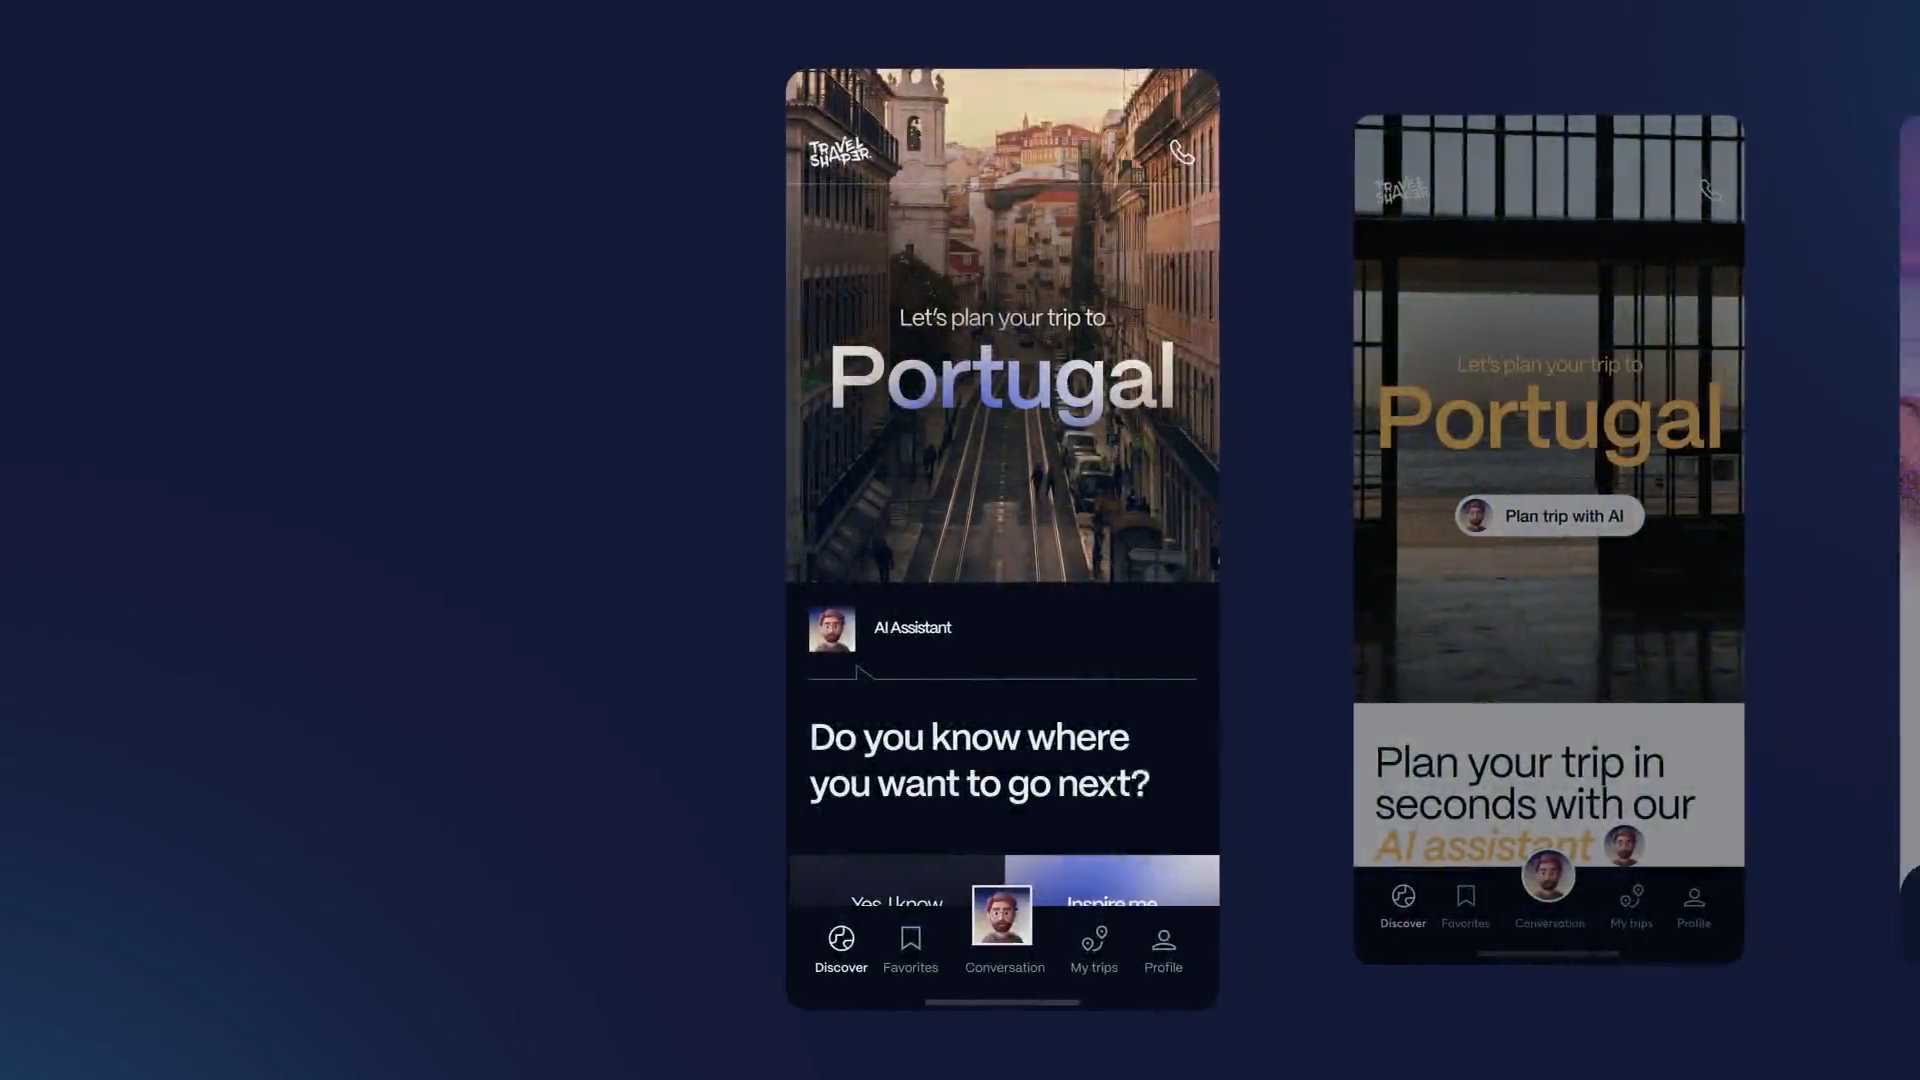 TRAVEL
SHAPER.
Let's plan your trip to
Portugal
AI Assistant
Do you know where
you want to go next?
Yes, I know
Inspire me
Discover
Favorites
Conversation
My trips
Profile
TRAVEL
SHAPER.
Let's plan your trip to
Portugal
Plan trip with AI
Plan your trip in
seconds with our
AI assistant
Discover
Favorites
Conversation
My trips
Profile